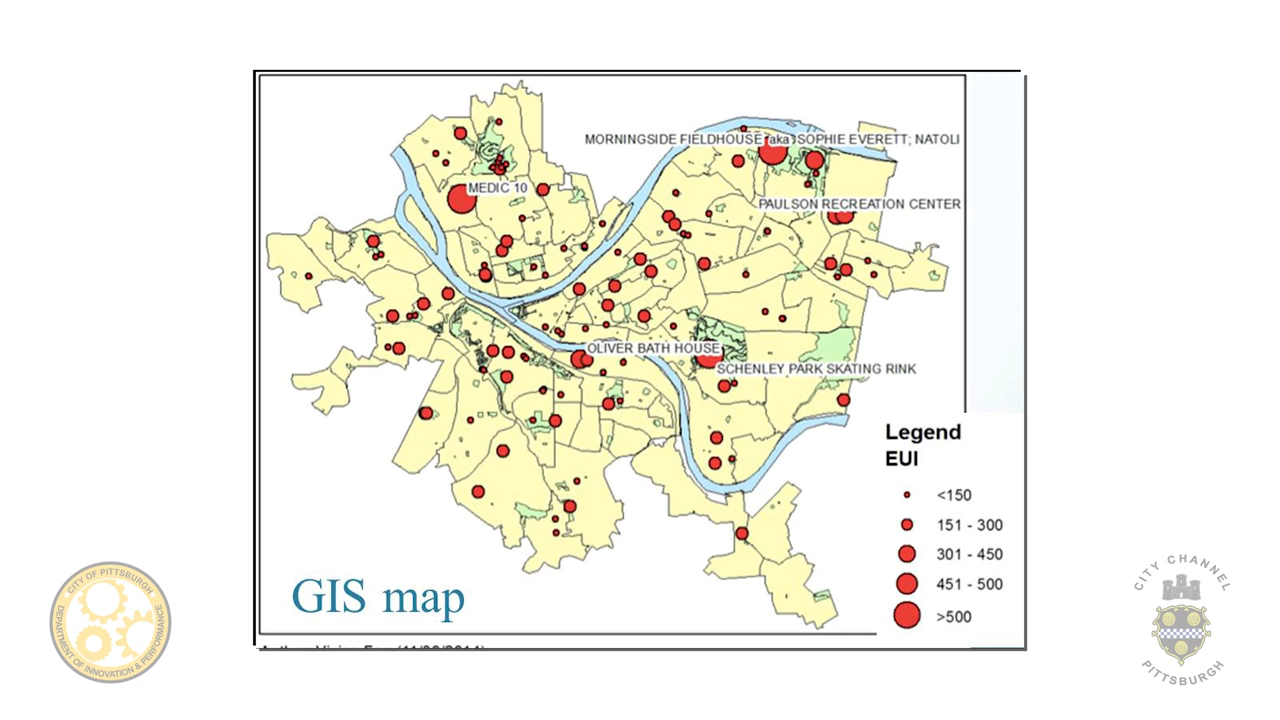 MORNINGSIDE FIELDHOUSE aka SOPHIE EVERETT; NATOLI
MEDIC 10
PAULSON RECREATION CENTER
OLIVER BATH HOUSE
SCHENLEY PARK SKATING RINK
Legend
EUI
<150
151 - 300
301 - 450
451 - 500
>500
GIS map
CITY OF PITTSBURGH
DEPARTMENT OF INNOVATION & PERFORMANCE
CITY CHANNEL
PITTSBURGH